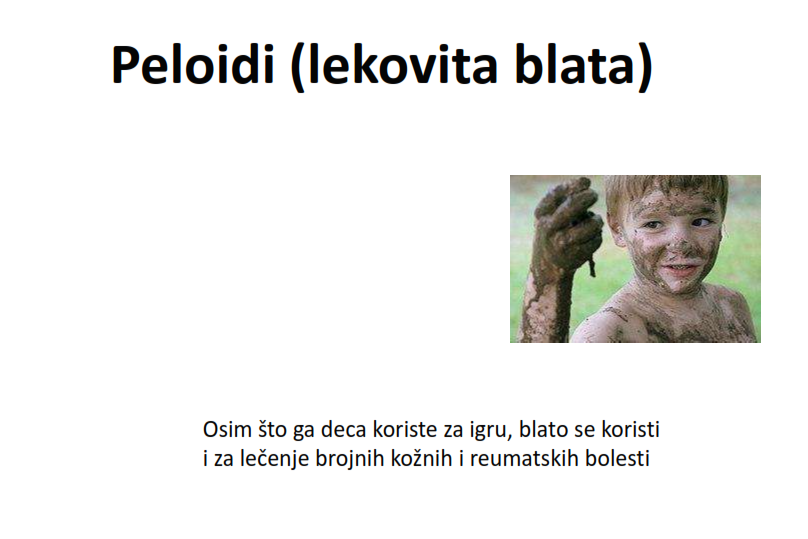 Peloidi (lekovita blata)
Osim što ga deca koriste za igru, blato se koristi
i za lečenje brojnih kožnih i reumatskih bolesti